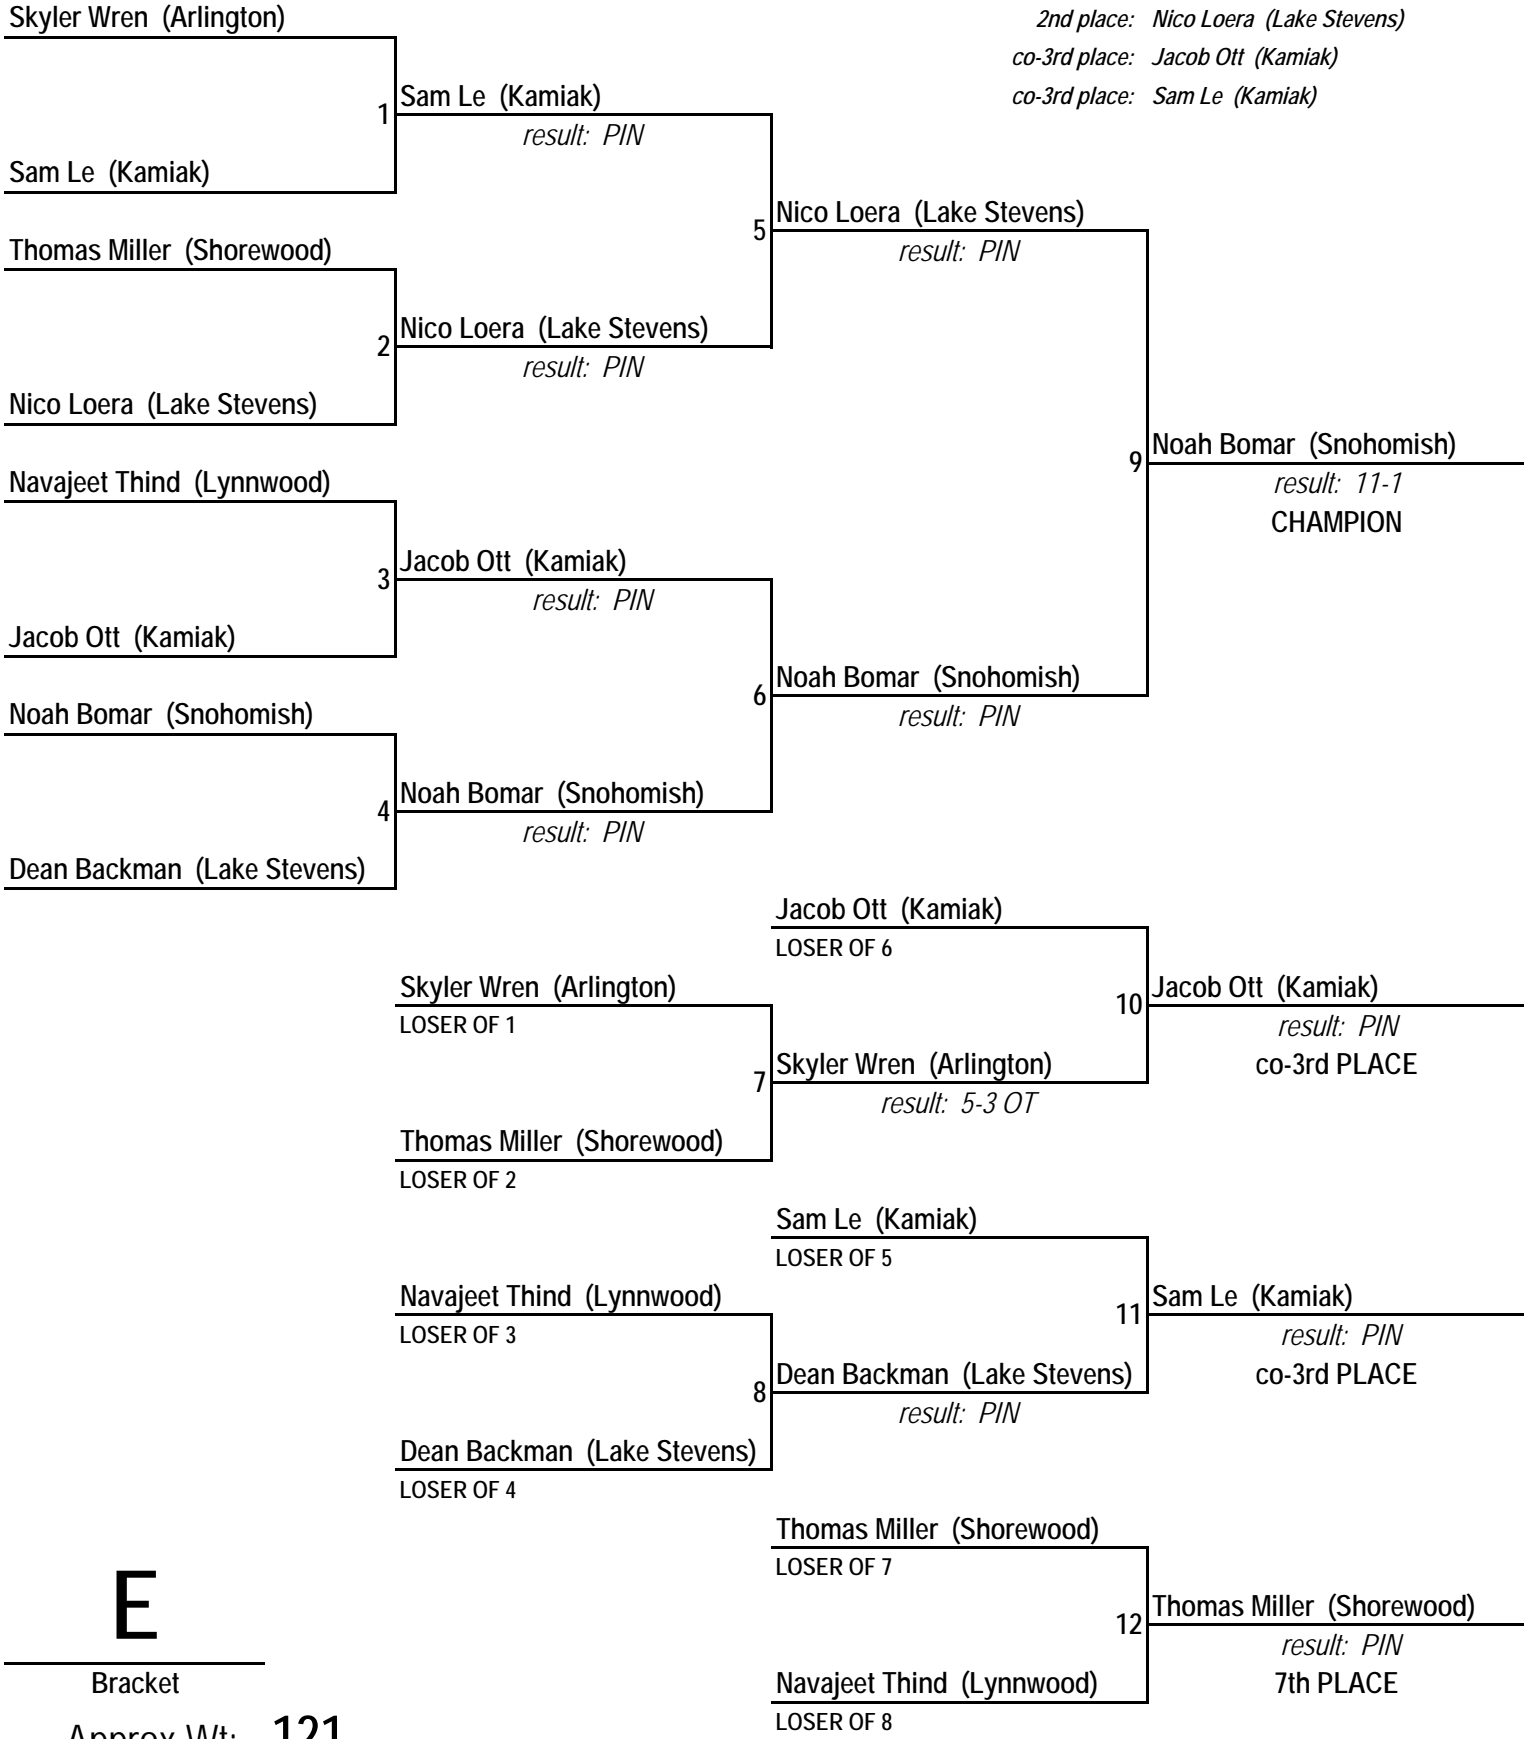 Skyler Wren (Arlington)
2nd place: Nico Loera (Lake Stevens)
co-3rd place: Jacob Ott (Kamiak)
co-3rd place: Sam Le (Kamiak)
1 Sam Le (Kamiak)
result: PIN
Sam Le (Kamiak)
5 Nico Loera (Lake Stevens)
result: PIN
Thomas Miller (Shorewood)
2 Nico Loera (Lake Stevens)
result: PIN
Nico Loera (Lake Stevens)
9 Noah Bomar (Snohomish)
result: 11-1
CHAMPION
Navajeet Thind (Lynnwood)
3 Jacob Ott (Kamiak)
result: PIN
Jacob Ott (Kamiak)
6 Noah Bomar (Snohomish)
result: PIN
Noah Bomar (Snohomish)
4 Noah Bomar (Snohomish)
result: PIN
Dean Backman (Lake Stevens)
Jacob Ott (Kamiak)
LOSER OF 6
Skyler Wren (Arlington)
LOSER OF 1
10 Jacob Ott (Kamiak)
result: PIN
co-3rd PLACE
7 Skyler Wren (Arlington)
result: 5-3 OT
Thomas Miller (Shorewood)
LOSER OF 2
Sam Le (Kamiak)
LOSER OF 5
Navajeet Thind (Lynnwood)
LOSER OF 3
11 Sam Le (Kamiak)
result: PIN
co-3rd PLACE
8 Dean Backman (Lake Stevens)
result: PIN
Dean Backman (Lake Stevens)
LOSER OF 4
Thomas Miller (Shorewood)
LOSER OF 7
12 Thomas Miller (Shorewood)
result: PIN
7th PLACE
Navajeet Thind (Lynnwood)
LOSER OF 8
E
Bracket
Approx Wt: 121